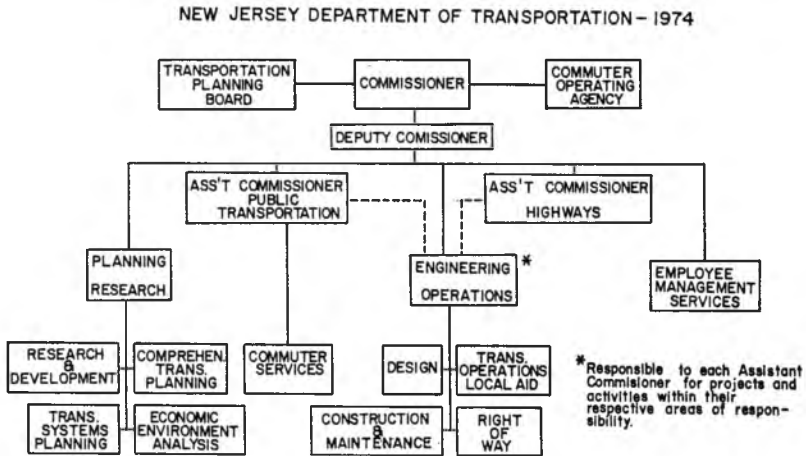 NEW JERSEY DEPARTMENT OF TRANSPORTATION - 1974
TRANSPORTATION
PLANNING
BOARD
COMMISSIONER
COMMUTER
OPERATING
AGENCY
DEPUTY COMISSIONER
ASS'T COMMISSIONER
PUBLIC
TRANSPORTATION
ASS'T COMMISSIONER
HIGHWAYS
PLANNING
RESEARCH
ENGINEERING
OPERATIONS
*
EMPLOYEE
MANAGEMENT
SERVICES
RESEARCH
&
DEVELOPMENT
COMPREHEN.
TRANS.
PLANNING
COMMUTER
SERVICES
DESIGN
TRANS.
OPERATIONS
LOCAL AID
TRANS.
SYSTEMS
PLANNING
ECONOMIC
ENVIRONMENT
ANALYSIS
CONSTRUCTION
&
MAINTENANCE
RIGHT
OF
WAY
*Responsible to each Assistant
Commisioner for projects and
activities within their
respective areas of respon-
sibility.